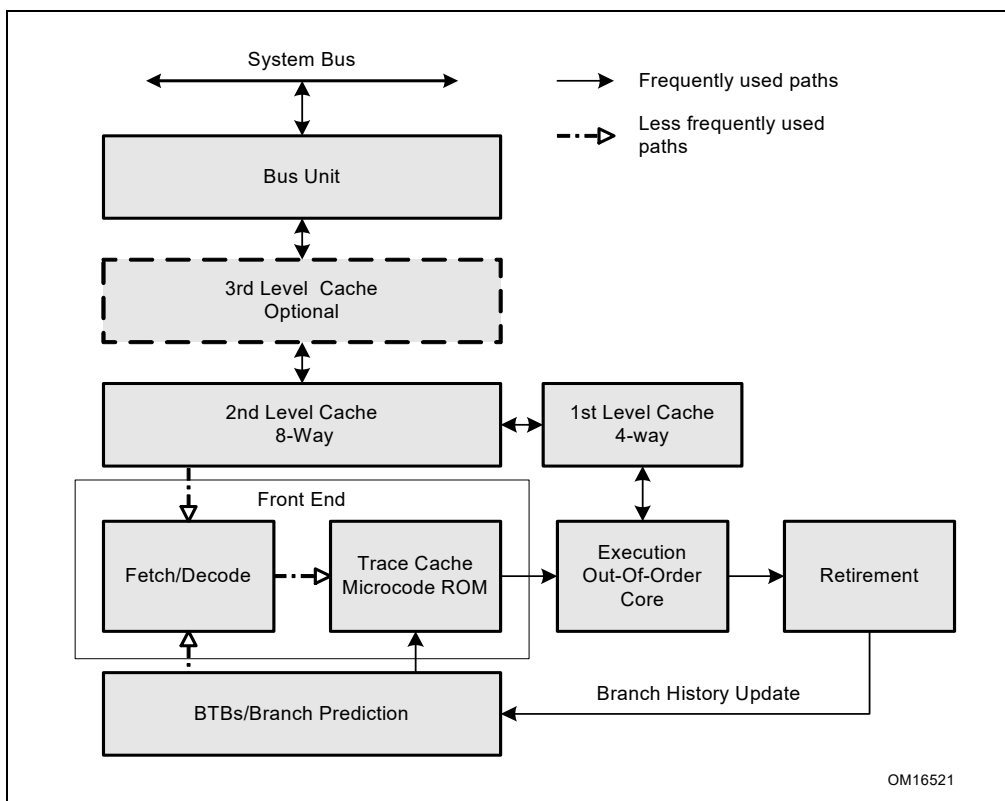 System Bus
Frequently used paths
Less frequently used
paths
Bus Unit
3rd Level Cache
Optional
2nd Level Cache
8-Way
1st Level Cache
4-way
Front End
Fetch/Decode
Trace Cache
Microcode ROM
Execution
Out-Of-Order
Core
Retirement
Branch History Update
BTBs/Branch Prediction
OM16521